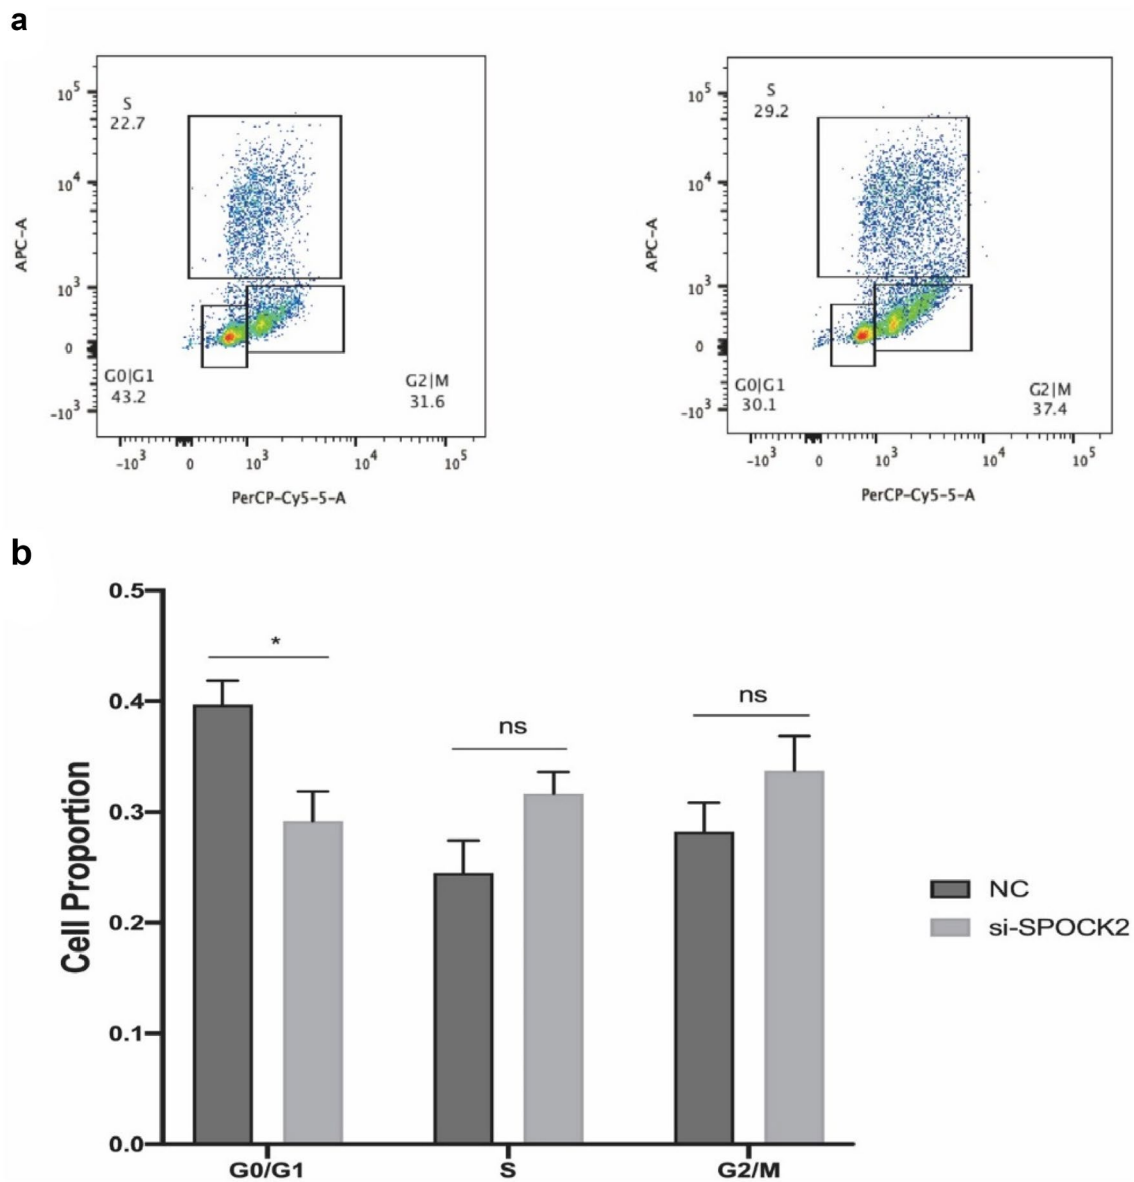 a
S
22.7
10^5
10^4
10^3
0
-10^3
APC-A
G0|G1
43.2
G2|M
31.6
-10^3 0 10^3 10^4 10^5
PerCP-Cy5-5-A
S
29.2
10^5
10^4
10^3
0
-10^3
APC-A
G0|G1
30.1
G2|M
37.4
-10^3 0 10^3 10^4 10^5
PerCP-Cy5-5-A
b
0.5
0.4
0.3
0.2
0.1
0.0
Cell Proportion
*
ns
ns
G0/G1 S G2/M
NC
si-SPOCK2